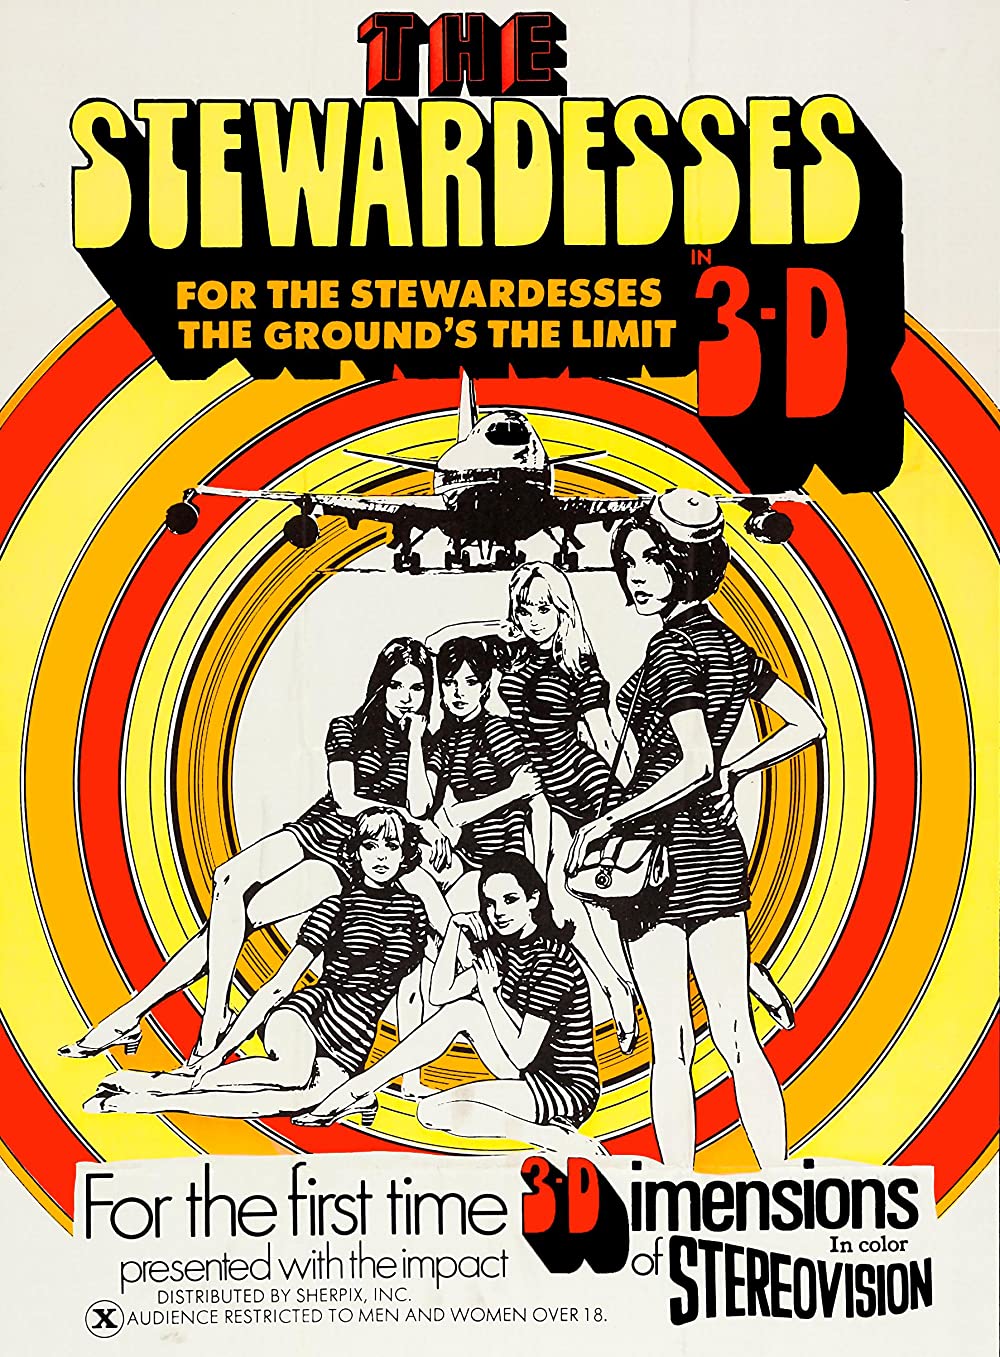 THE
STEWARDESSES
IN
3-D
FOR THE STEWARDESSES
THE GROUND'S THE LIMIT
For the first time 3-Dimensions
presented with the impact of STEREOVISION
In color
DISTRIBUTED BY SHERPIX, INC.
X AUDIENCE RESTRICTED TO MEN AND WOMEN OVER 18.